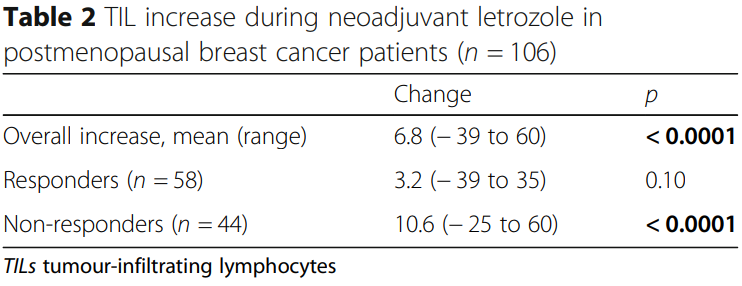 Table 2 TIL increase during neoadjuvant letrozole in
postmenopausal breast cancer patients (n = 106)
Change p
Overall increase, mean (range) 6.8 (− 39 to 60) < 0.0001
Responders (n = 58) 3.2 (− 39 to 35) 0.10
Non-responders (n = 44) 10.6 (− 25 to 60) < 0.0001
TILs tumour-infiltrating lymphocytes